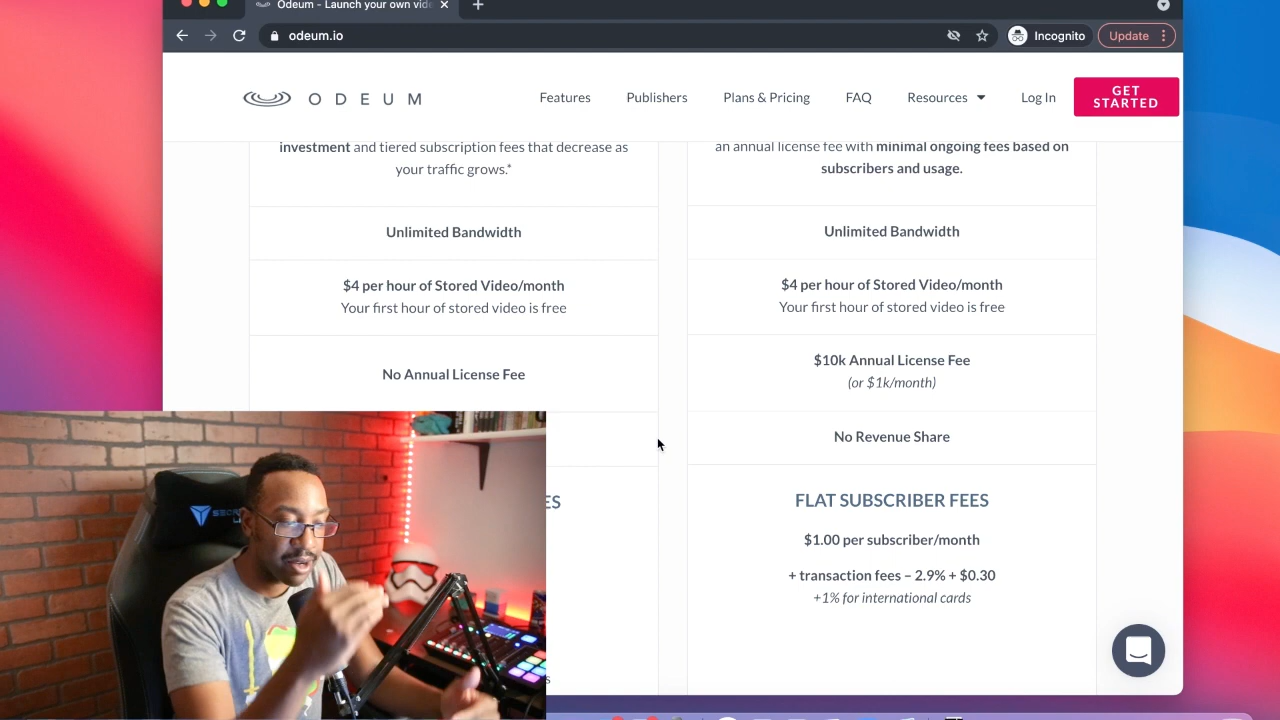 Odeum - Launch your own vid
odeum.io
Incognito
Update
ODEUM
Features
Publishers
Plans & Pricing
FAQ
Resources
Log In
GET STARTED
investment and tiered subscription fees that decrease as
your traffic grows.*
Unlimited Bandwidth
$4 per hour of Stored Video/month
Your first hour of stored video is free
No Annual License Fee
ES
s
an annual license fee with minimal ongoing fees based on
subscribers and usage.
Unlimited Bandwidth
$4 per hour of Stored Video/month
Your first hour of stored video is free
$10k Annual License Fee
(or $1k/month)
No Revenue Share
FLAT SUBSCRIBER FEES
$1.00 per subscriber/month
+ transaction fees – 2.9% + $0.30
+1% for international cards